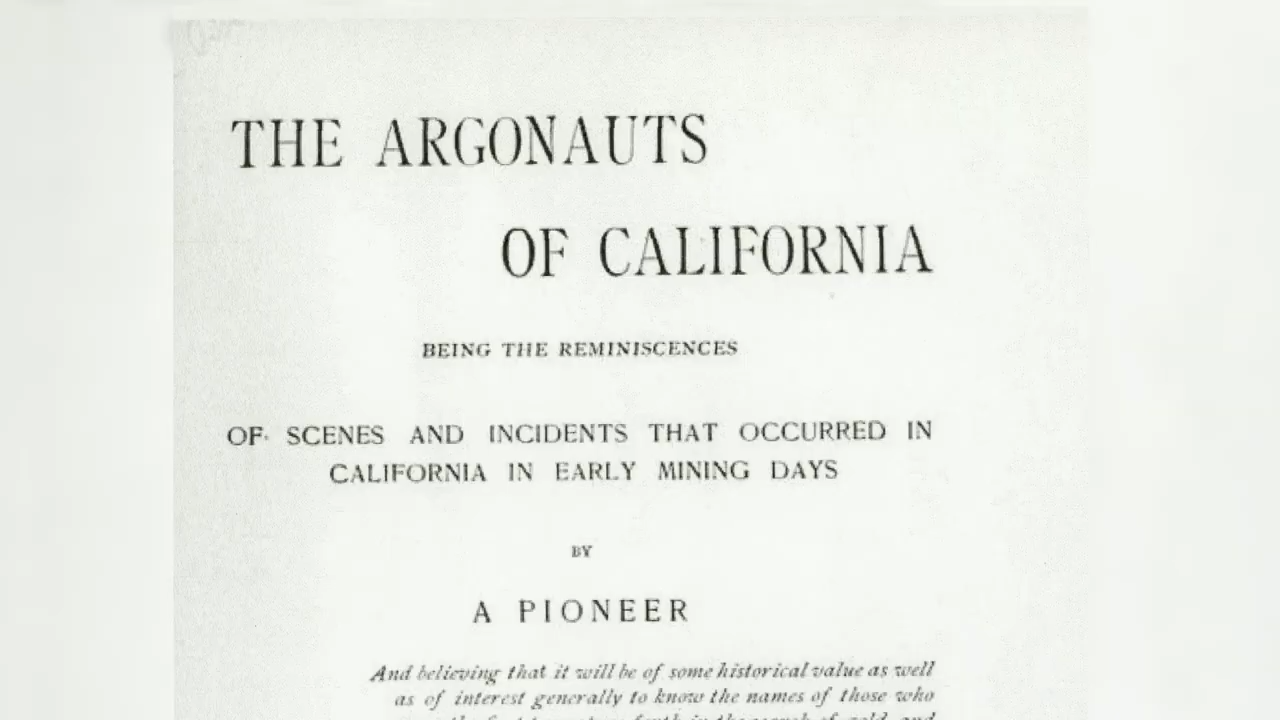 THE ARGONAUTS
OF CALIFORNIA
BEING THE REMINISCENCES
OF SCENES AND INCIDENTS THAT OCCURRED IN
CALIFORNIA IN EARLY MINING DAYS
BY
A PIONEER
And believing that it will be of some historical value as well
as of interest generally to know the names of those who